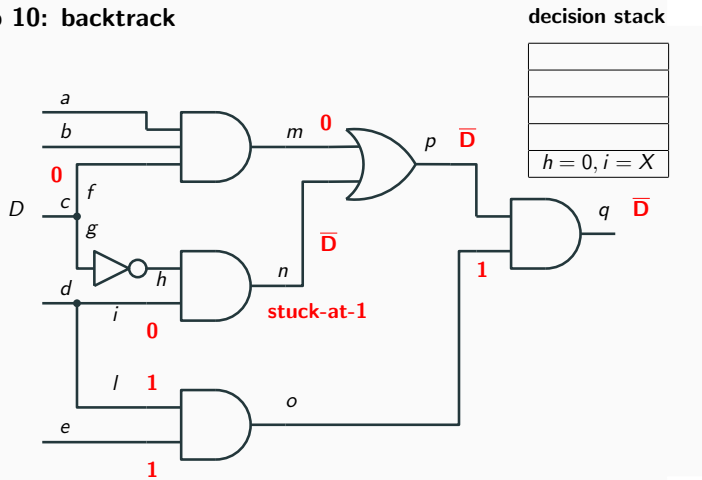 10: backtrack
decision stack
h = 0, i = X
a
b
m
0
p
D̅
0
f
D
c
g
q
D̅
h
n
D̅
1
d
i
0
stuck-at-1
l
1
o
e
1